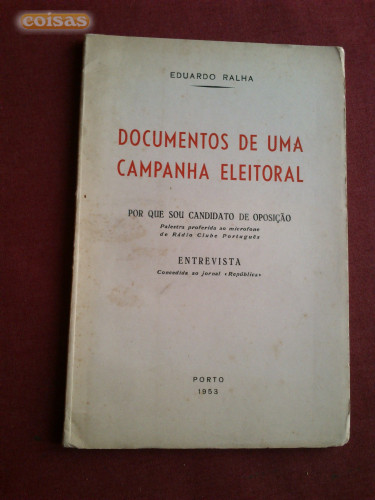 coisas
EDUARDO RALHA
DOCUMENTOS DE UMA
CAMPANHA ELEITORAL
POR QUE SOU CANDIDATO DE OPOSIÇÃO
Palestra proferida ao microfone
do Rádio Clube Português
ENTREVISTA
Concedida ao jornal «República»
PORTO
1953